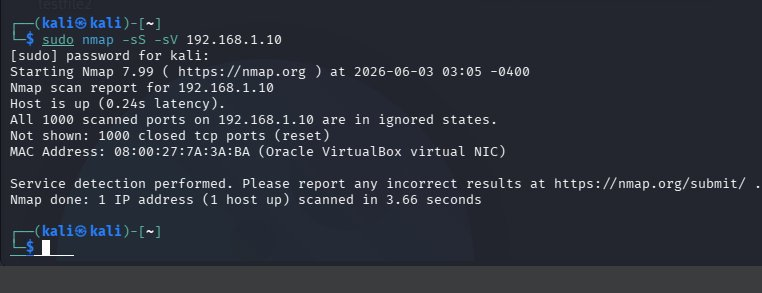 testfile2
┌──(kali㉿kali)-[~]
└─$ sudo nmap -sS -sV 192.168.1.10
[sudo] password for kali:
Starting Nmap 7.99 ( https://nmap.org ) at 2026-06-03 03:05 -0400
Nmap scan report for 192.168.1.10
Host is up (0.24s latency).
All 1000 scanned ports on 192.168.1.10 are in ignored states.
Not shown: 1000 closed tcp ports (reset)
MAC Address: 08:00:27:7A:3A:BA (Oracle VirtualBox virtual NIC)

Service detection performed. Please report any incorrect results at https://nmap.org/submit/ .
Nmap done: 1 IP address (1 host up) scanned in 3.66 seconds

┌──(kali㉿kali)-[~]
└─$